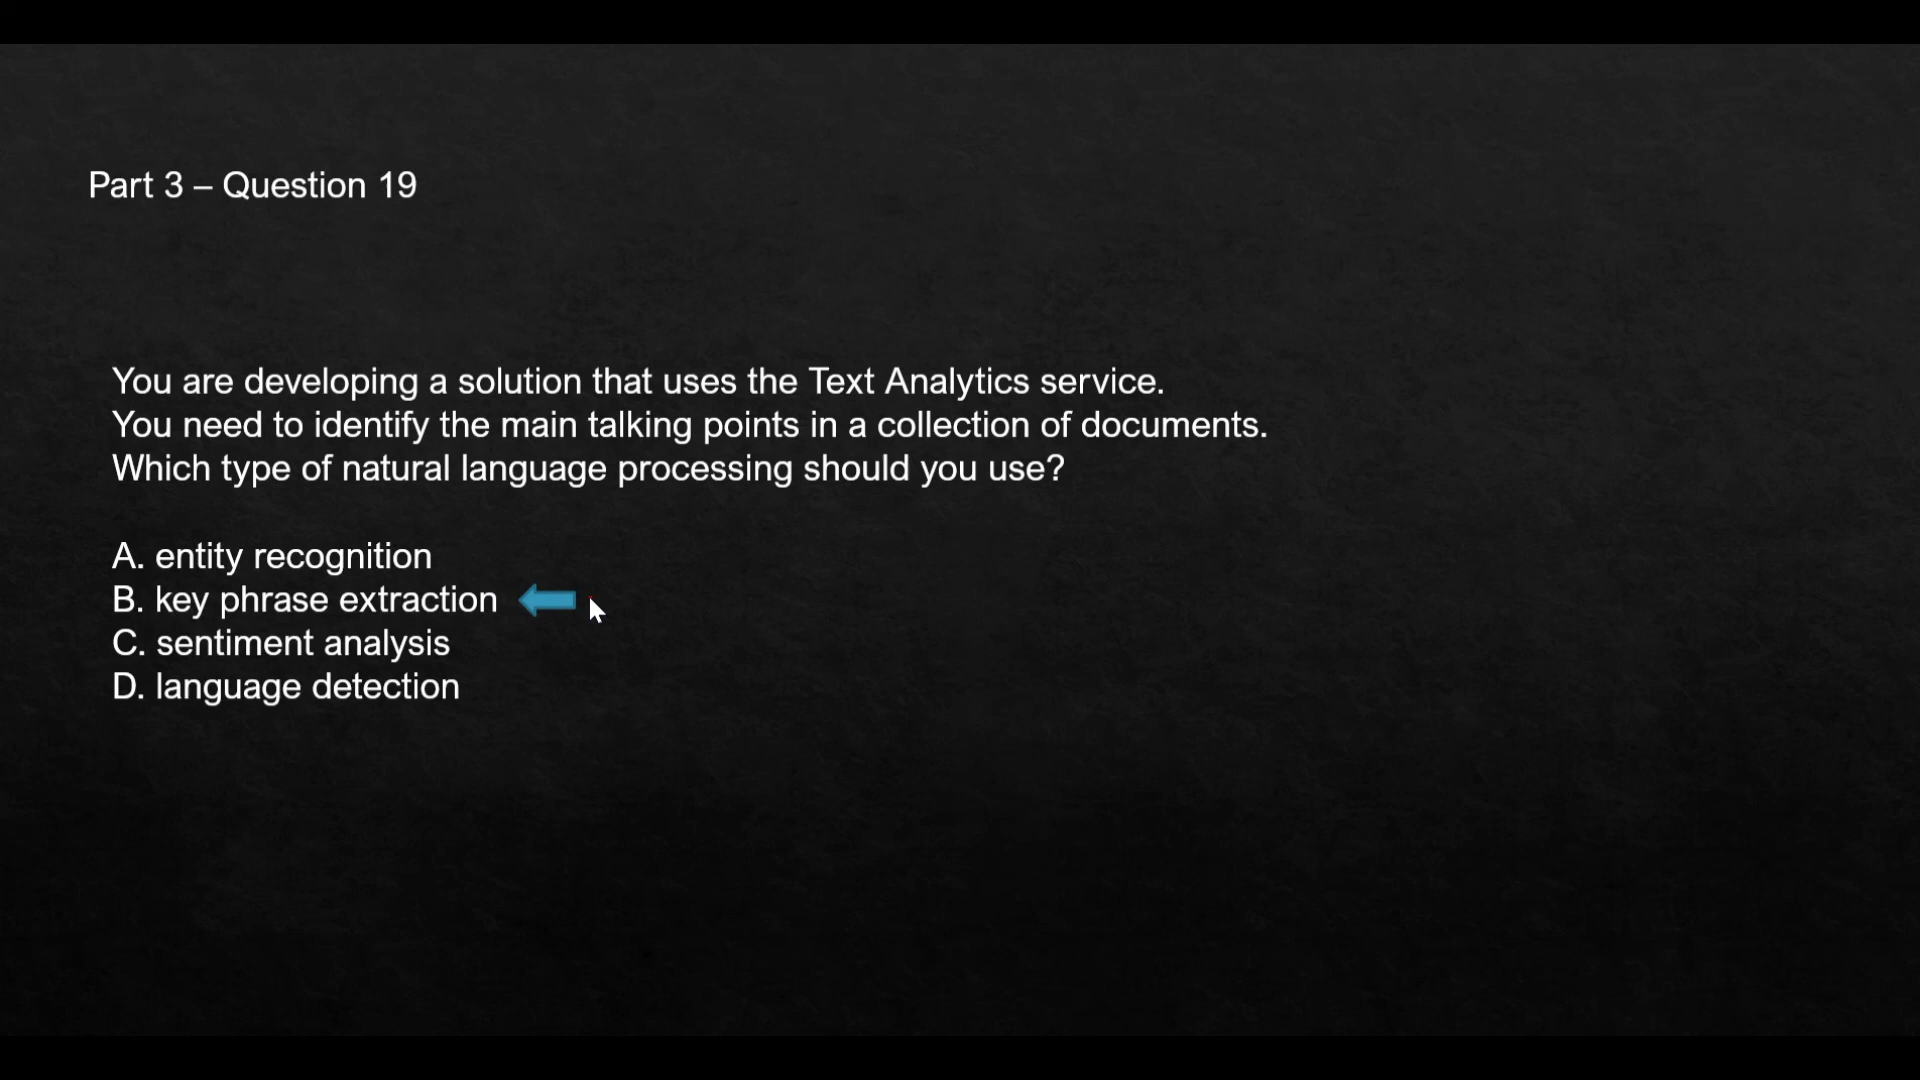 Part 3 – Question 19
You are developing a solution that uses the Text Analytics service.
You need to identify the main talking points in a collection of documents.
Which type of natural language processing should you use?
A. entity recognition
B. key phrase extraction
C. sentiment analysis
D. language detection